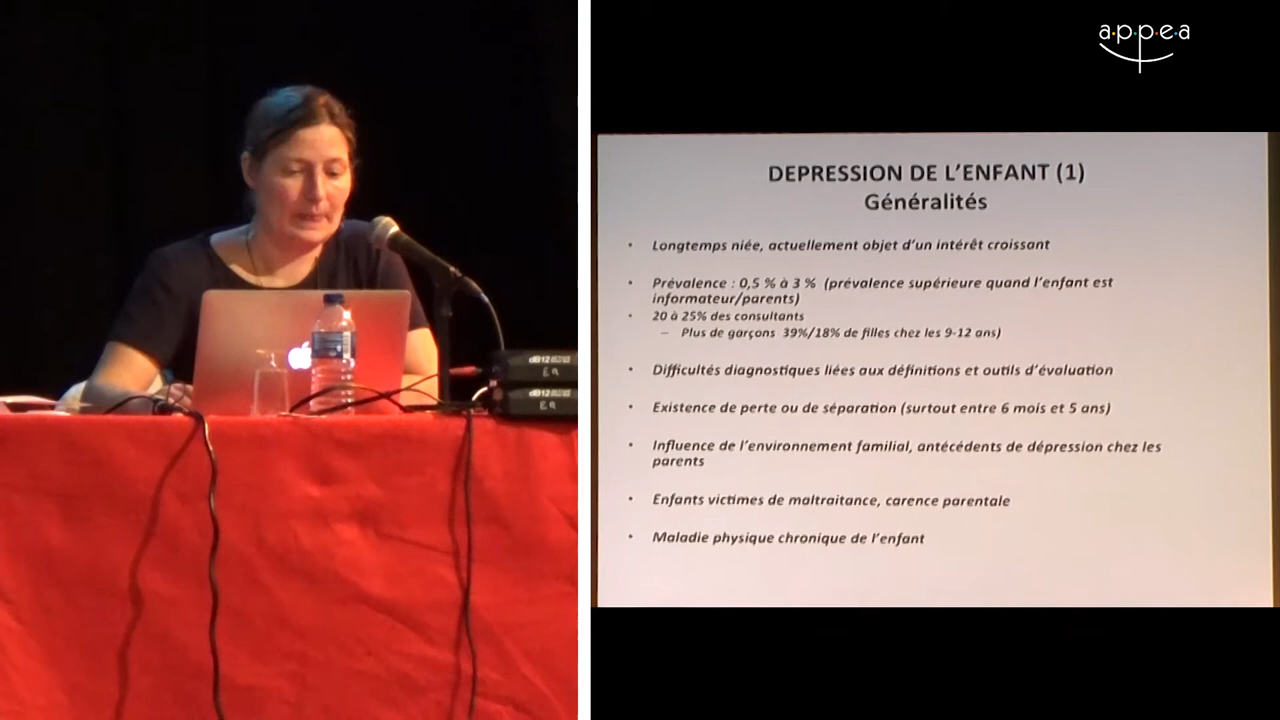 a·p·p·e·a
DEPRESSION DE L'ENFANT (1)
Généralités
• Longtemps niée, actuellement objet d'un intérêt croissant
• Prévalence : 0,5 % à 3 % (prévalence supérieure quand l'enfant est
informateur/parents)
• 20 à 25% des consultants
– Plus de garçons 39%/18% de filles chez les 9-12 ans)
• Difficultés diagnostiques liées aux définitions et outils d'évaluation
• Existence de perte ou de séparation (surtout entre 6 mois et 5 ans)
• Influence de l'environnement familial, antécédents de dépression chez les
parents
• Enfants victimes de maltraitance, carence parentale
• Maladie physique chronique de l'enfant
dB12
EA
dB12
EA